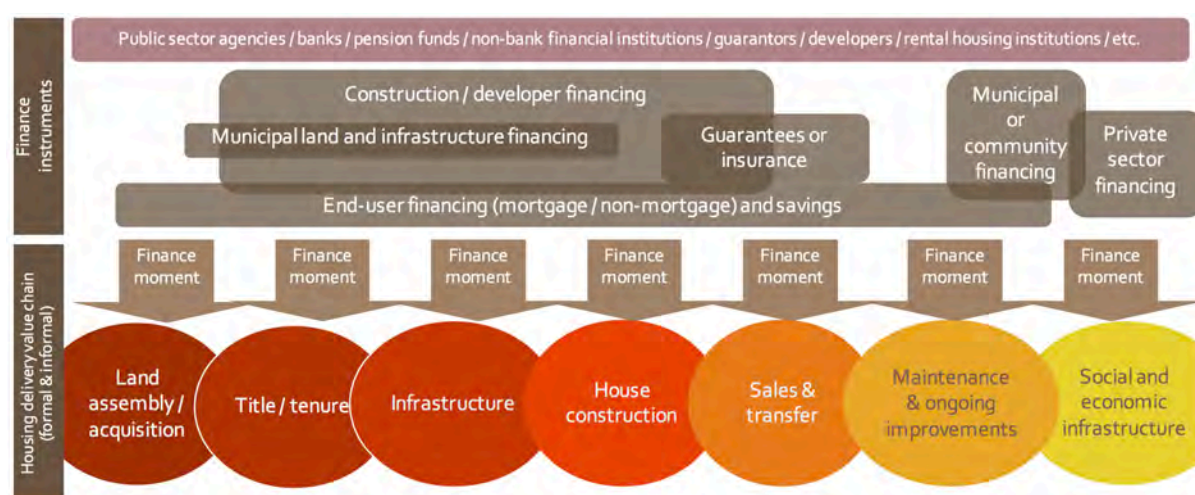 Finance
instruments
Public sector agencies / banks / pension funds / non-bank financial institutions / guarantors / developers / rental housing institutions / etc.
Construction / developer financing
Municipal land and infrastructure financing
Guarantees or
insurance
Municipal
or
community
financing
Private
sector
financing
End-user financing (mortgage / non-mortgage) and savings
Housing delivery value chain
(formal & informal)
Finance
moment
Finance
moment
Finance
moment
Finance
moment
Finance
moment
Finance
moment
Finance
moment
Land
assembly /
acquisition
Title / tenure
Infrastructure
House
construction
Sales &
transfer
Maintenance
& ongoing
improvements
Social and
economic
infrastructure